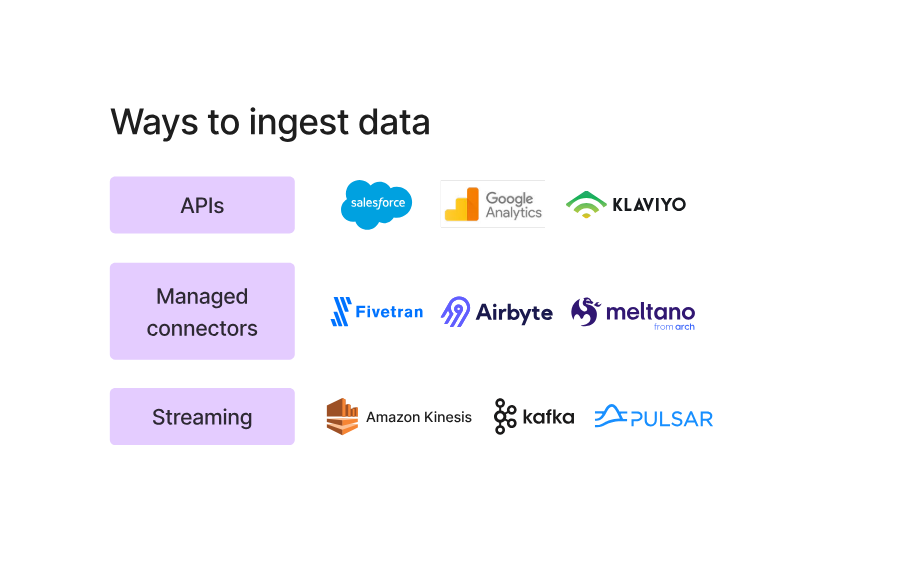 Ways to ingest data
APIs
salesforce
Google
Analytics
KLAVIYO
Managed
connectors
Fivetran
Airbyte
meltano
from arch
Streaming
Amazon Kinesis
kafka
PULSAR